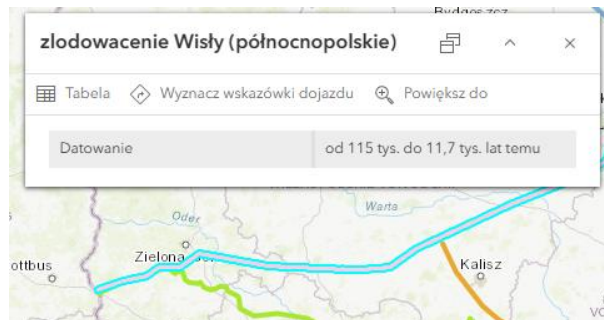 Bydgoszcz
zlodowacenie Wisły (północnopolskie)
Tabela Wyznacz wskazówki dojazdu Powiększ do
Datowanie od 115 tys. do 11,7 tys. lat temu
Warta
Oder
Zielona
ottbus
Kalisz